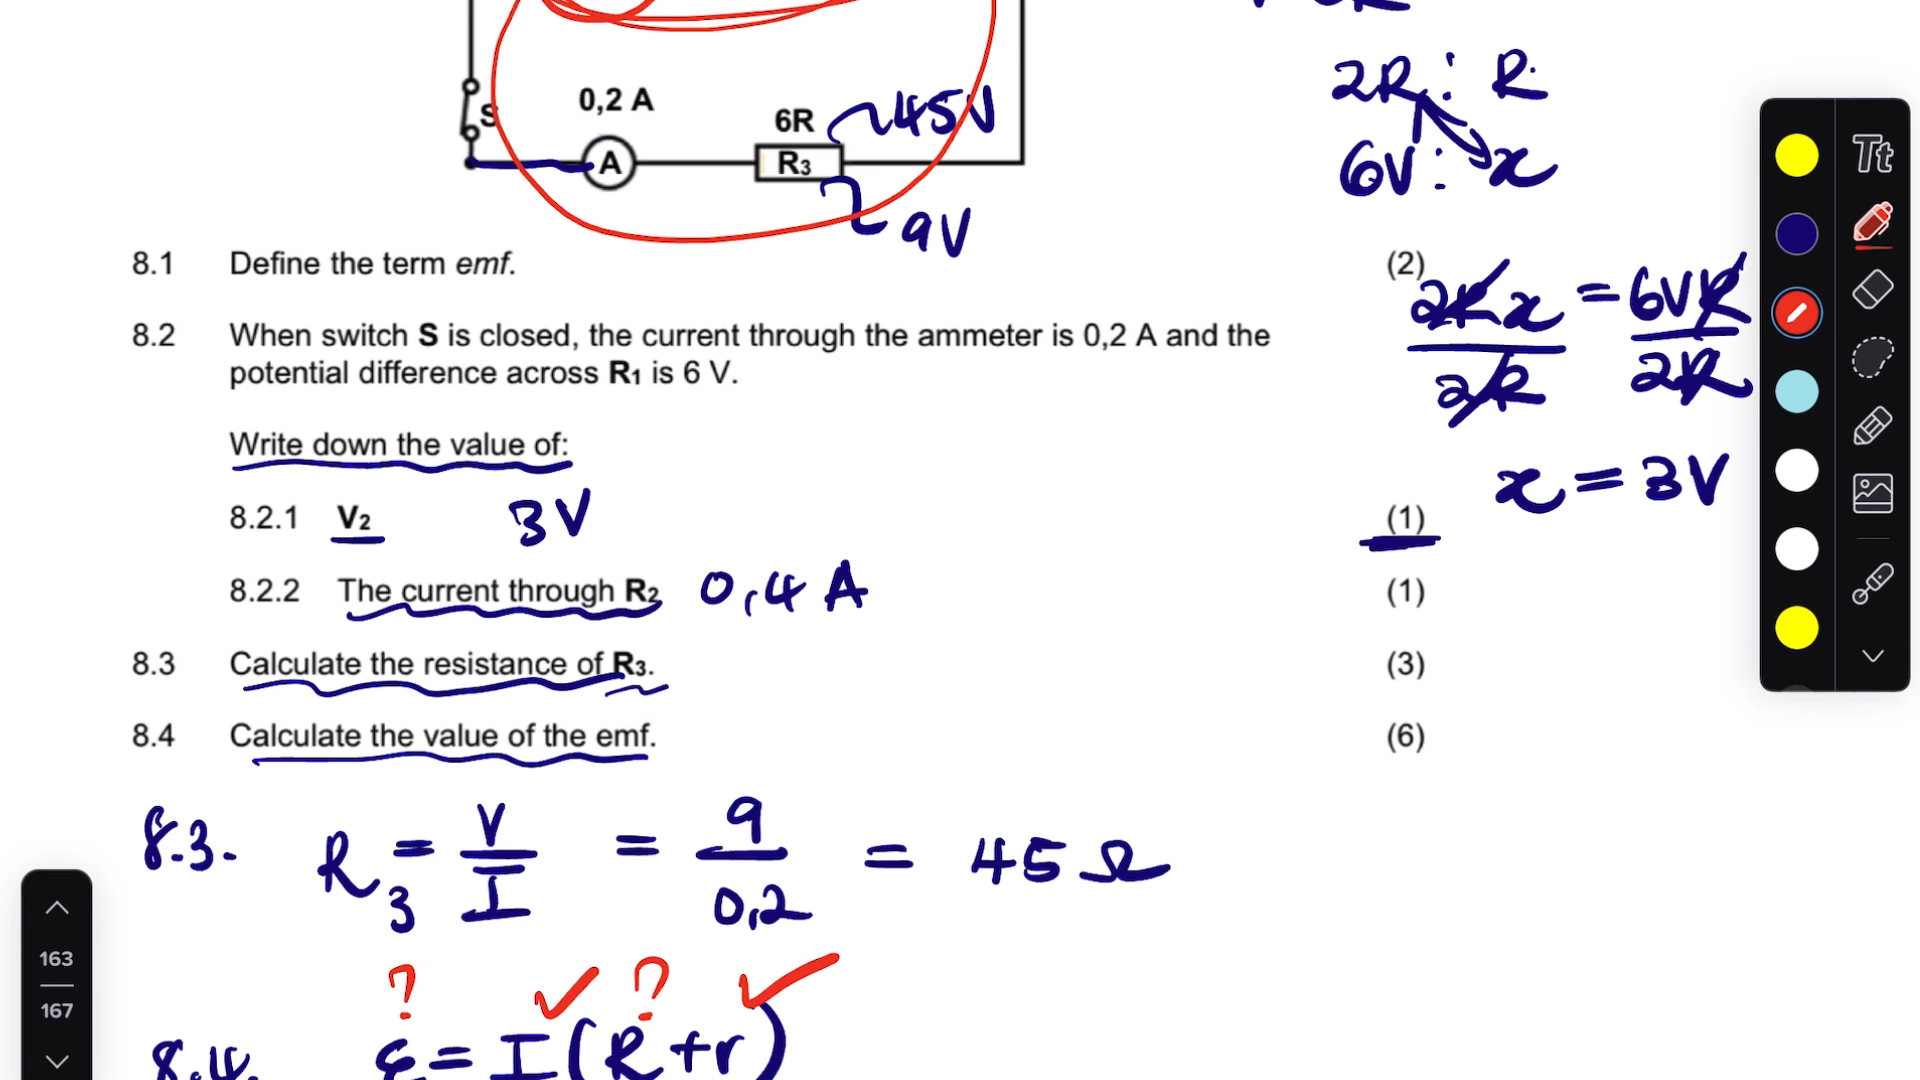 2R : R
0,2 A
6R
45V
S
A
R3
6V : x
9V
8.1 Define the term emf. (2)
2Rx = 6VR
2R 2R
8.2 When switch S is closed, the current through the ammeter is 0,2 A and the
potential difference across R1 is 6 V.
Write down the value of:
x = 3V
8.2.1 V2 3V (1)
8.2.2 The current through R2 0,4 A (1)
8.3 Calculate the resistance of R3. (3)
8.4 Calculate the value of the emf. (6)
8.3. R3 = V/I = 9/0,2 = 45 Ω
? ?
8.4. ε = I(R+r)
Tt
163
167